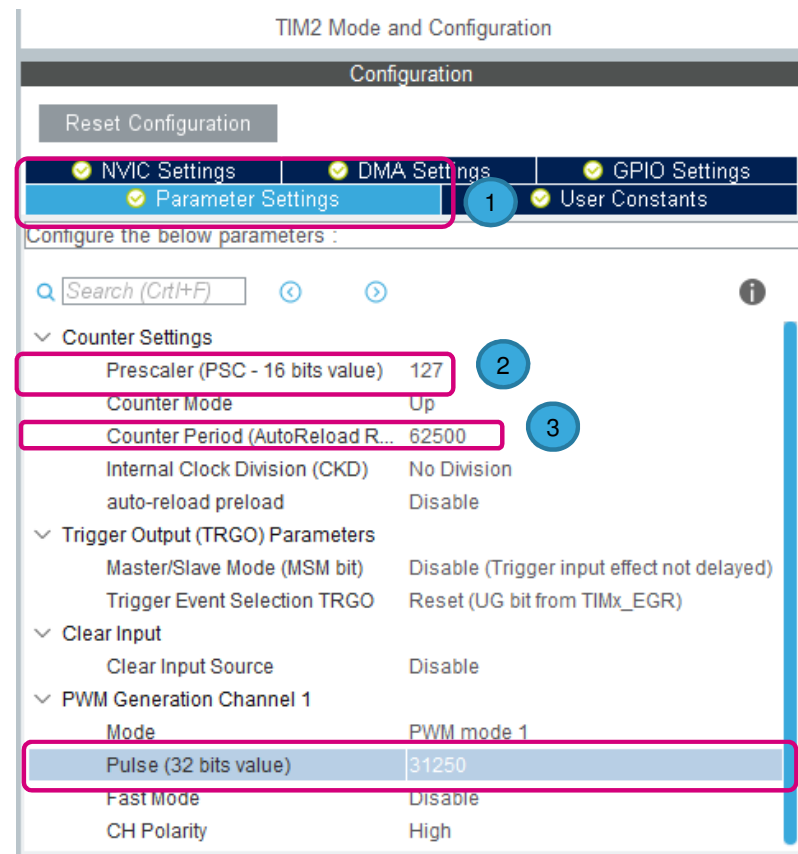 TIM2 Mode and Configuration
Configuration
Reset Configuration
NVIC Settings DMA Settings GPIO Settings
Parameter Settings 1 User Constants
Configure the below parameters :
Search (Crtl+F)
Counter Settings
Prescaler (PSC - 16 bits value) 127 2
Counter Mode Up
Counter Period (AutoReload R... 62500 3
Internal Clock Division (CKD) No Division
auto-reload preload Disable
Trigger Output (TRGO) Parameters
Master/Slave Mode (MSM bit) Disable (Trigger input effect not delayed)
Trigger Event Selection TRGO Reset (UG bit from TIMx_EGR)
Clear Input
Clear Input Source Disable
PWM Generation Channel 1
Mode PWM mode 1
Pulse (32 bits value) 31250
Fast Mode Disable
CH Polarity High